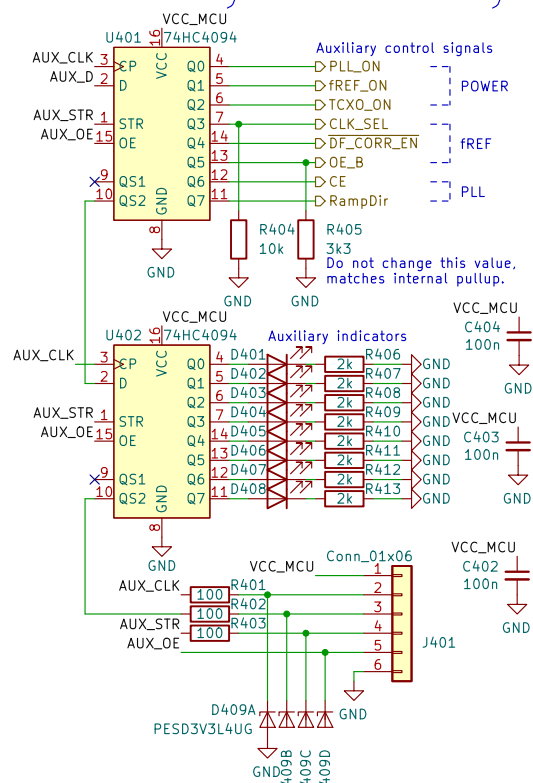 VCC_MCU
U401 74HC4094
16
VCC
Auxiliary control signals
AUX_CLK 3 CP Q0 4 PLL_ON
AUX_D 2 D Q1 5 fREF_ON POWER
Q2 6 TCXO_ON
AUX_STR 1 STR Q3 7 CLK_SEL
AUX_OE 15 OE Q4 14 DF_CORR_EN fREF
Q5 13 OE_B
9 QS1 Q6 12 CE PLL
10 QS2 GND Q7 11 RampDir
8
GND
R404 R405
10k 3k3
GND GND
Do not change this value,
matches internal pullup.
VCC_MCU
U402 74HC4094
16
VCC
Auxiliary indicators
AUX_CLK 3 CP Q0 4 D401 2k R406 GND
2 D Q1 5 D402 2k R407 GND
Q2 6 D403 2k R408 GND
AUX_STR 1 STR Q3 7 D404 2k R409 GND
AUX_OE 15 OE Q4 14 D405 2k R410 GND
Q5 13 D406 2k R411 GND
9 QS1 Q6 12 D407 2k R412 GND
10 QS2 GND Q7 11 D408 2k R413 GND
8
GND
VCC_MCU
C404
100n
GND
VCC_MCU
C403
100n
GND
VCC_MCU
C402
100n
GND
Conn_01x06
VCC_MCU 1
AUX_CLK 100 R401 2
100 R402 3
AUX_STR 100 R403 4
AUX_OE 5
6
J401
GND
D409A
PESD3V3L4UG
GND
409B
409C
409D